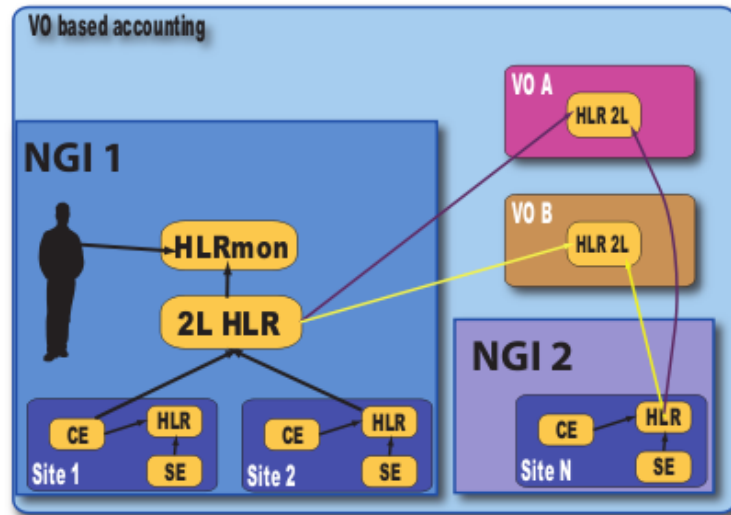 VO based accounting
VO A
HLR 2L
NGI 1
HLRmon
VO B
HLR 2L
2L HLR
NGI 2
CE
HLR
SE
Site 1
CE
HLR
SE
Site 2
CE
HLR
SE
Site N